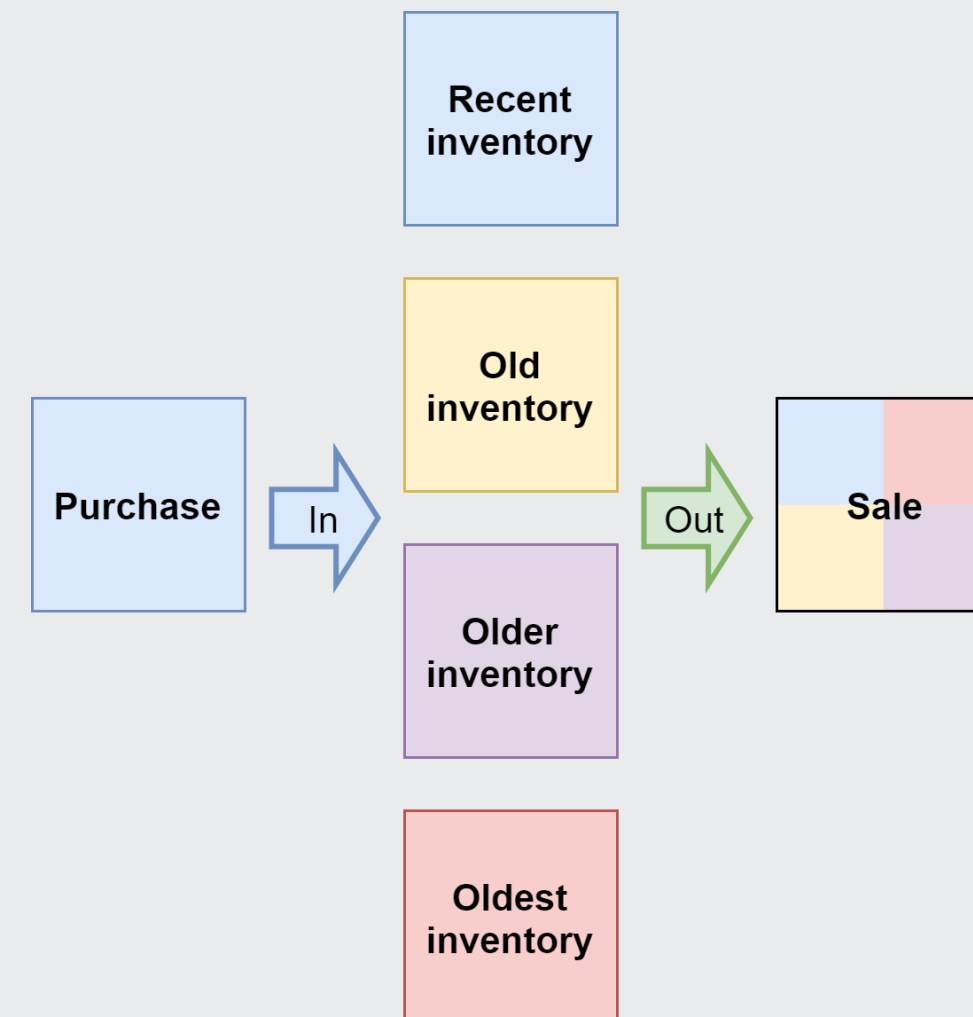 Recent
inventory
Old
inventory
Purchase
In
Out
Sale
Older
inventory
Oldest
inventory